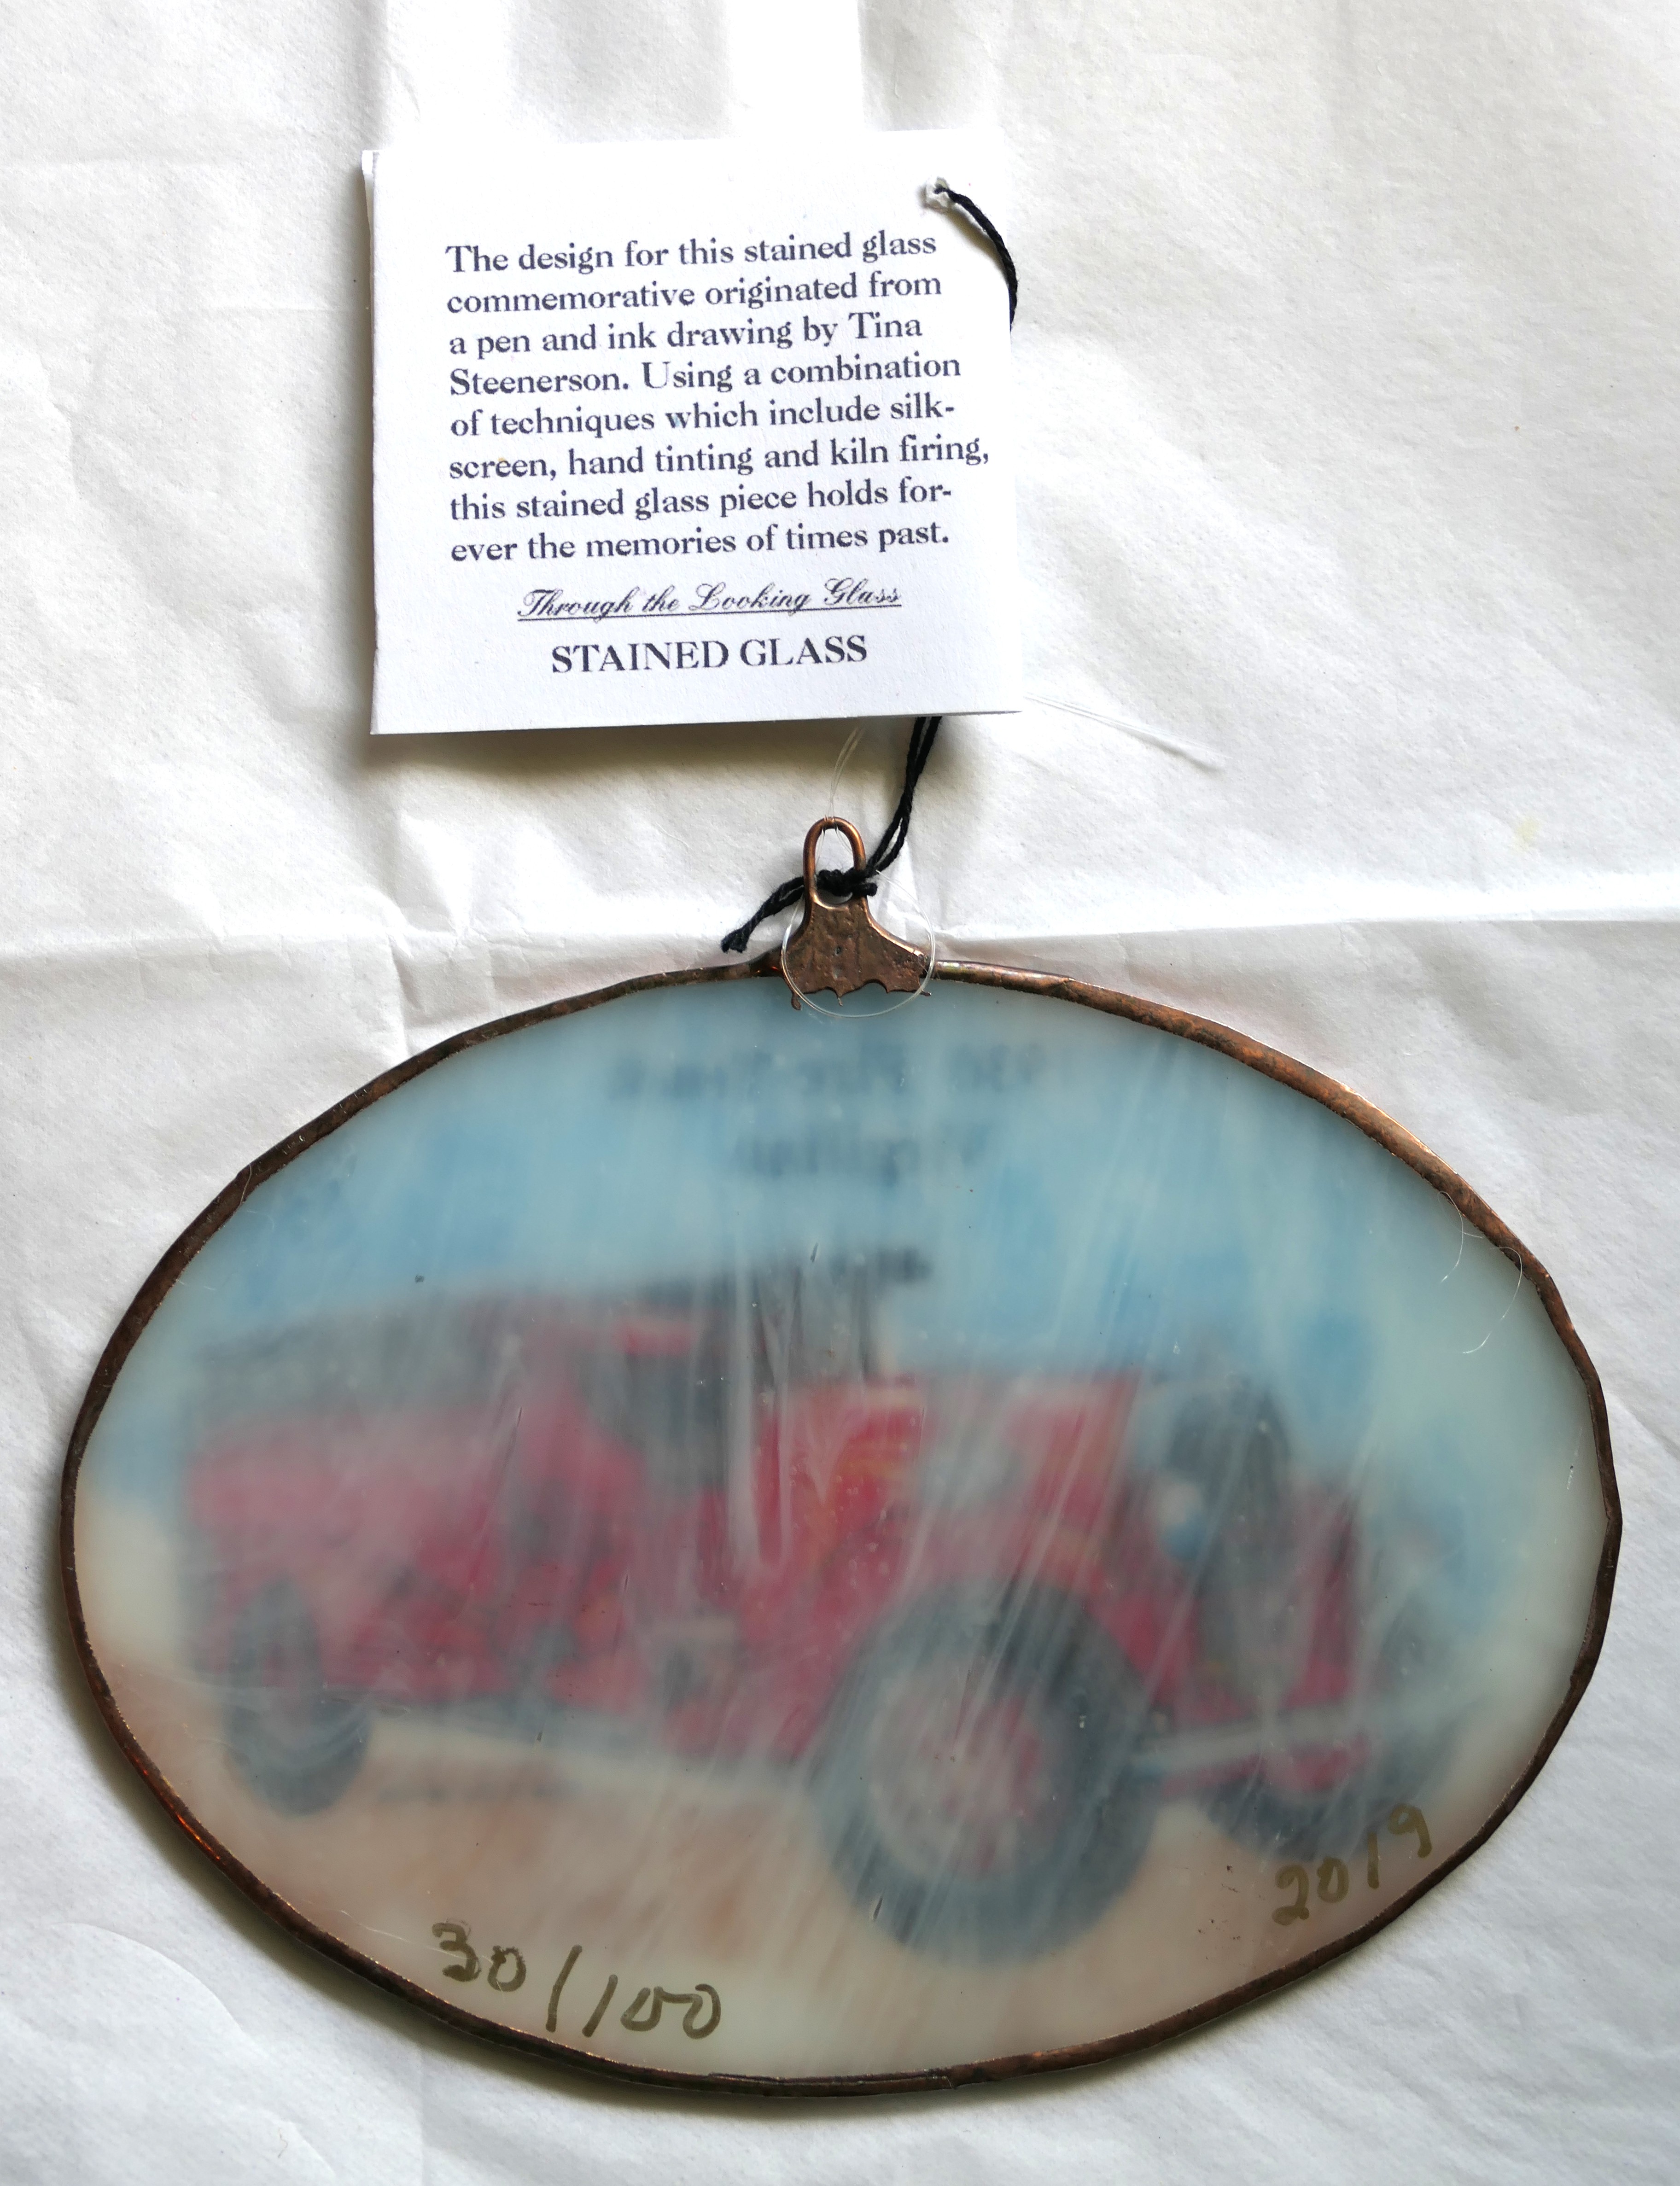 The design for this stained glass
commemorative originated from
a pen and ink drawing by Tina
Steenerson. Using a combination
of techniques which include silk-
screen, hand tinting and kiln firing,
this stained glass piece holds for-
ever the memories of times past.
Through the Looking Glass
STAINED GLASS
2019
30/100